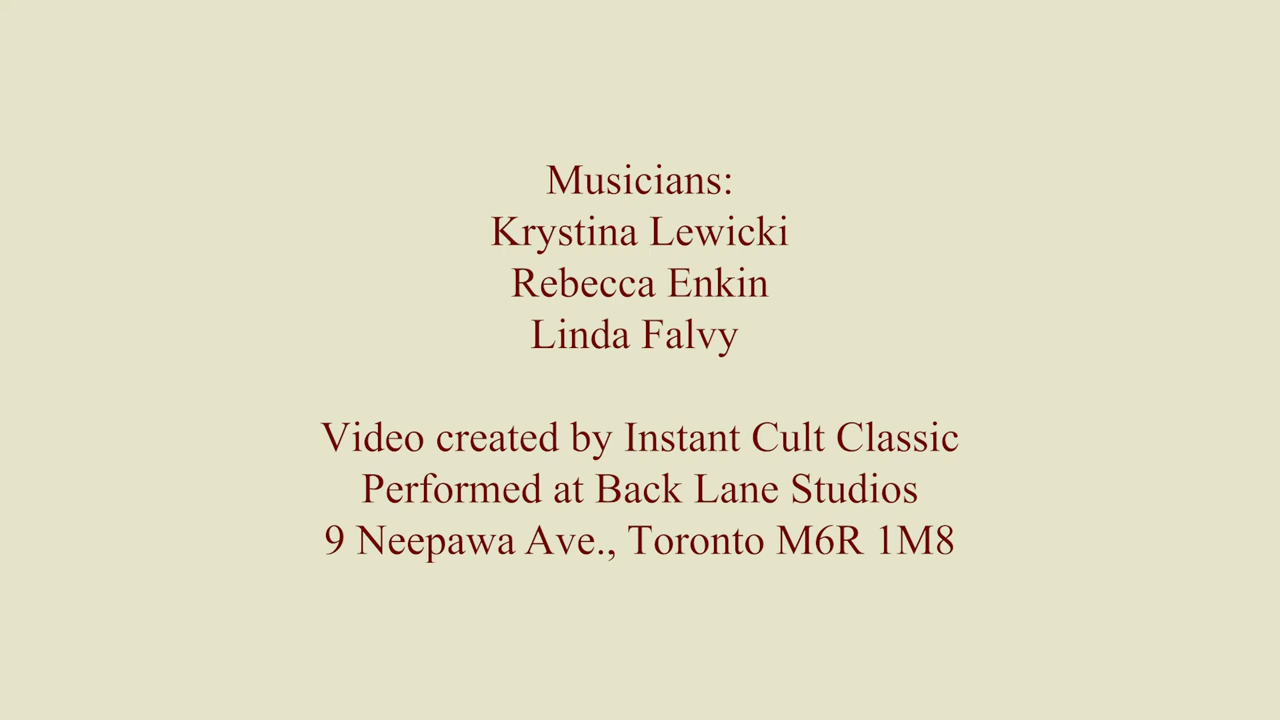 Musicians:
Krystina Lewicki
Rebecca Enkin
Linda Falvy
Video created by Instant Cult Classic
Performed at Back Lane Studios
9 Neepawa Ave., Toronto M6R 1M8